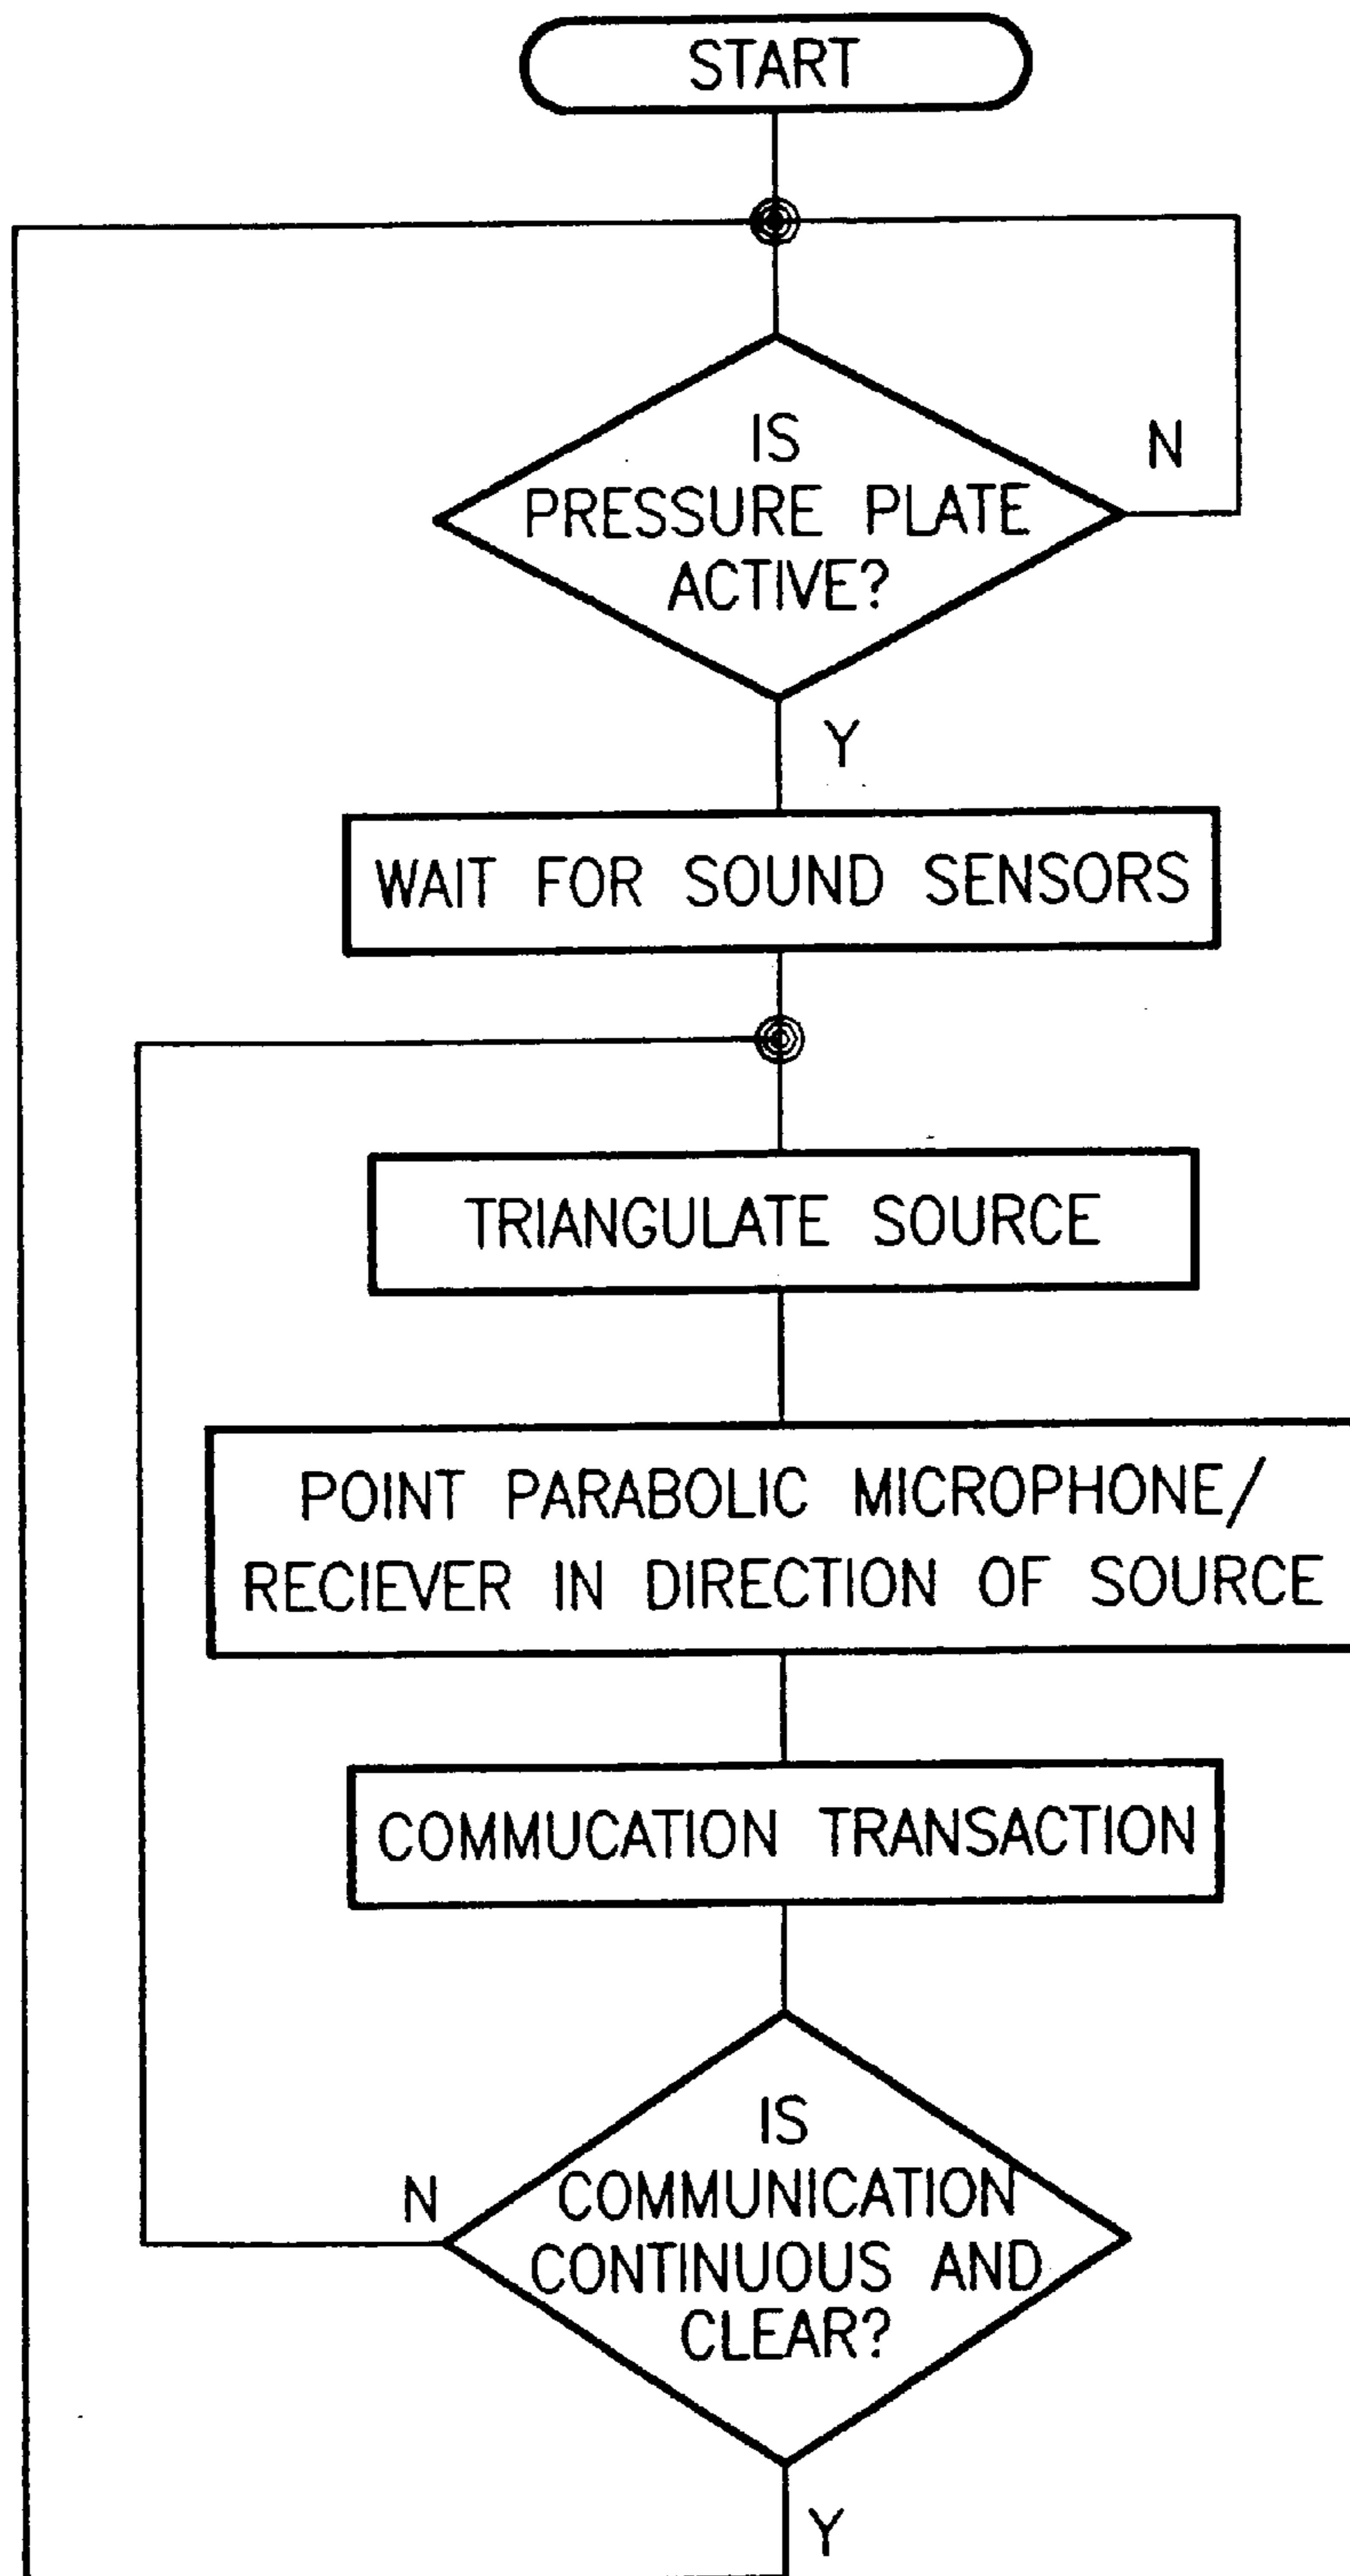 START
IS
PRESSURE PLATE
ACTIVE?
N
Y
WAIT FOR SOUND SENSORS
TRIANGULATE SOURCE
POINT PARABOLIC MICROPHONE/
RECIEVER IN DIRECTION OF SOURCE
COMMUCATION TRANSACTION
IS
COMMUNICATION
CONTINUOUS AND
CLEAR?
N
Y